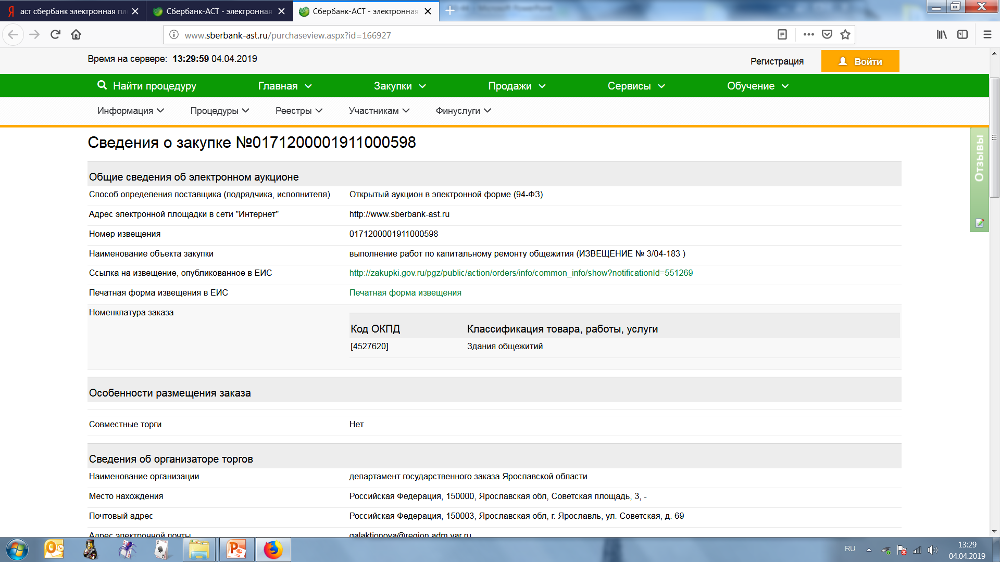 аст сбербанк электронная пл
Сбербанк-АСТ - электронная
Сбербанк-АСТ - электронная
www.sberbank-ast.ru/purchaseview.aspx?id=166927
Время на сервере: 13:29:59 04.04.2019
Регистрация
Войти
Найти процедуру
Главная
Закупки
Продажи
Сервисы
Обучение
Информация
Процедуры
Реестры
Участникам
Финуслуги
Отзывы
Сведения о закупке №0171200001911000598
Общие сведения об электронном аукционе
Способ определения поставщика (подрядчика, исполнителя) Открытый аукцион в электронной форме (94-ФЗ)
Адрес электронной площадки в сети "Интернет" http://www.sberbank-ast.ru
Номер извещения 0171200001911000598
Наименование объекта закупки выполнение работ по капитальному ремонту общежития (ИЗВЕЩЕНИЕ № 3/04-183 )
Ссылка на извещение, опубликованное в ЕИС http://zakupki.gov.ru/pgz/public/action/orders/info/common_info/show?notificationId=551269
Печатная форма извещения в ЕИС Печатная форма извещения
Номенклатура заказа
Код ОКПД Классификация товара, работы, услуги
[4527620] Здания общежитий
Особенности размещения заказа
Совместные торги Нет
Сведения об организаторе торгов
Наименование организации департамент государственного заказа Ярославской области
Место нахождения Российская Федерация, 150000, Ярославская обл, Советская площадь, 3, -
Почтовый адрес Российская Федерация, 150003, Ярославская обл, г. Ярославль, ул. Советская, д. 69
Адрес электронной почты galaktionova@region.adm.yar.ru
RU
13:29
04.04.2019